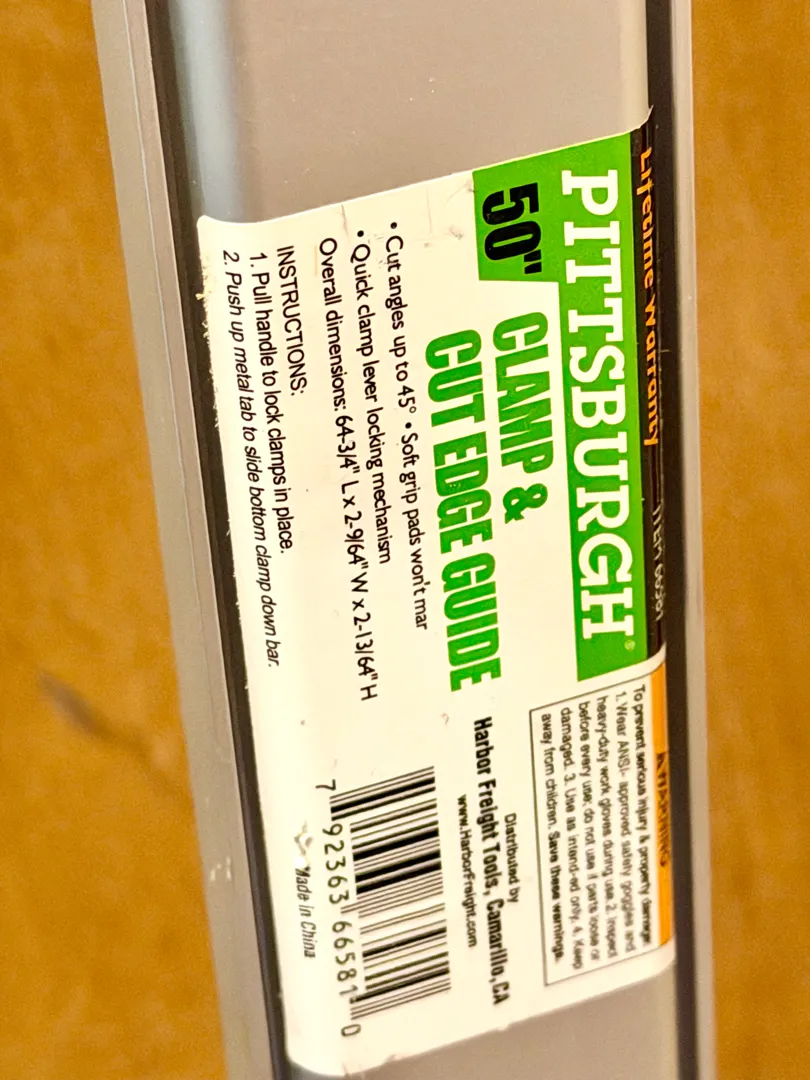 Lifetime warranty
PITTSBURGH®
50"
CLAMP &
CUT EDGE GUIDE
• Cut angles up to 45° • Soft grip pads won't mar
• Quick clamp lever locking mechanism
Overall dimensions: 64-3/4" L x 2-9/64" W x 2-13/64" H
INSTRUCTIONS:
1. Pull handle to lock clamps in place.
2. Push up metal tab to slide bottom clamp down bar.
WARNING
To prevent serious injury & property damage:
1. Wear ANSI- approved safety goggles and
heavy-duty work gloves during use. 2. Inspect
before every use; do not use if parts loose or
damaged. 3. Use as intend-ed only. 4. Keep
away from children. Save these warnings.
Distributed by
Harbor Freight Tools, Camarillo, CA
www.HarborFreight.com
7 92363 66581 0
Made in China